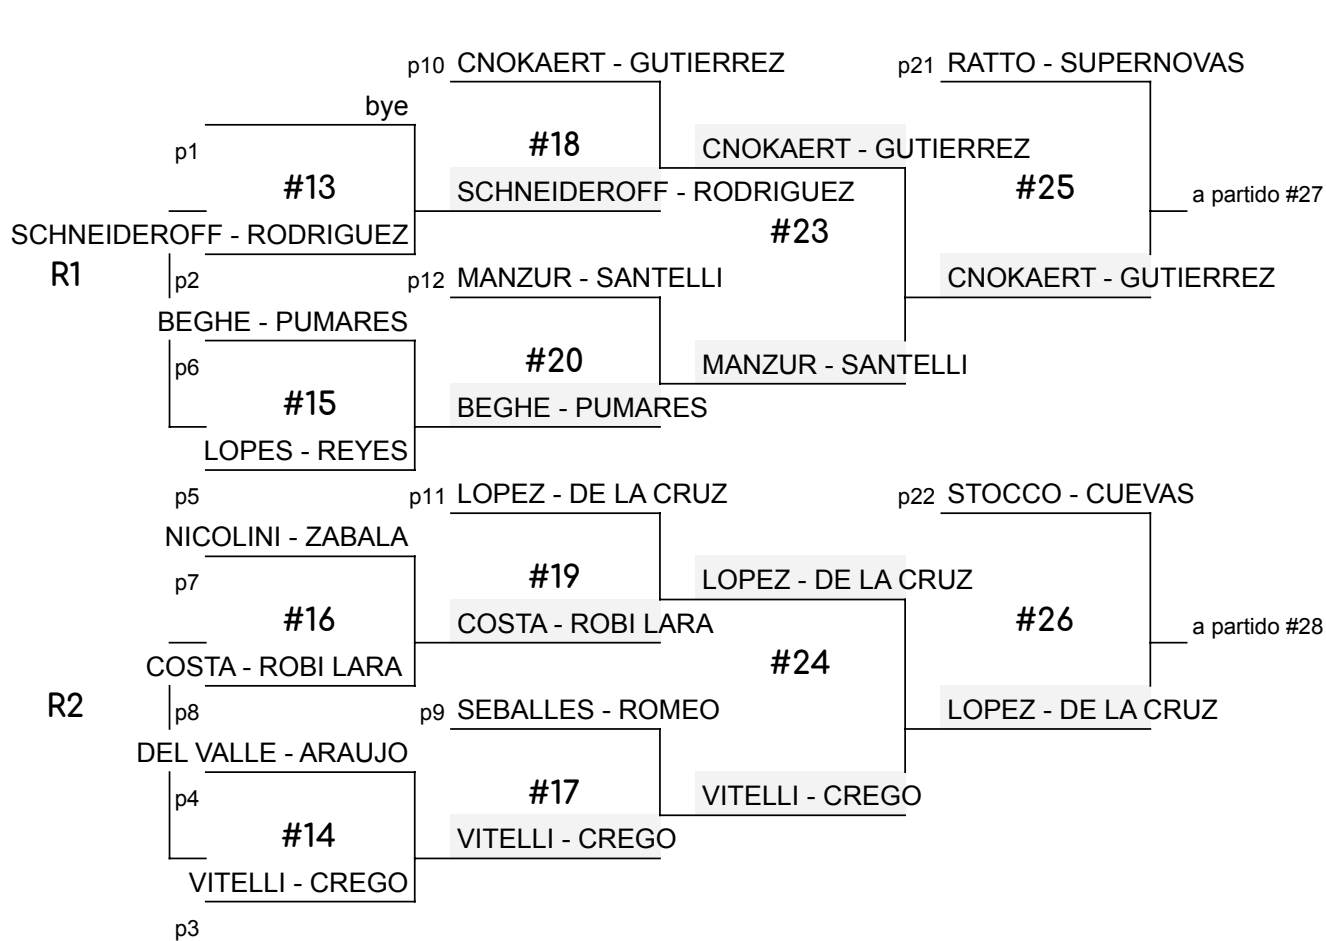 p10 CNOKAERT - GUTIERREZ p21 RATTO - SUPERNOVAS
bye
p1 #18 CNOKAERT - GUTIERREZ
#13 SCHNEIDEROFF - RODRIGUEZ #25 a partido #27
SCHNEIDEROFF - RODRIGUEZ #23
R1 p2 p12 MANZUR - SANTELLI CNOKAERT - GUTIERREZ
BEGHE - PUMARES
p6 #20 MANZUR - SANTELLI
#15 BEGHE - PUMARES
LOPES - REYES
p5 p11 LOPEZ - DE LA CRUZ p22 STOCCO - CUEVAS
NICOLINI - ZABALA
p7 #19 LOPEZ - DE LA CRUZ
#16 COSTA - ROBI LARA #26 a partido #28
COSTA - ROBI LARA #24
R2 p8 p9 SEBALLES - ROMEO LOPEZ - DE LA CRUZ
DEL VALLE - ARAUJO
p4 #17 VITELLI - CREGO
#14 VITELLI - CREGO
VITELLI - CREGO
p3